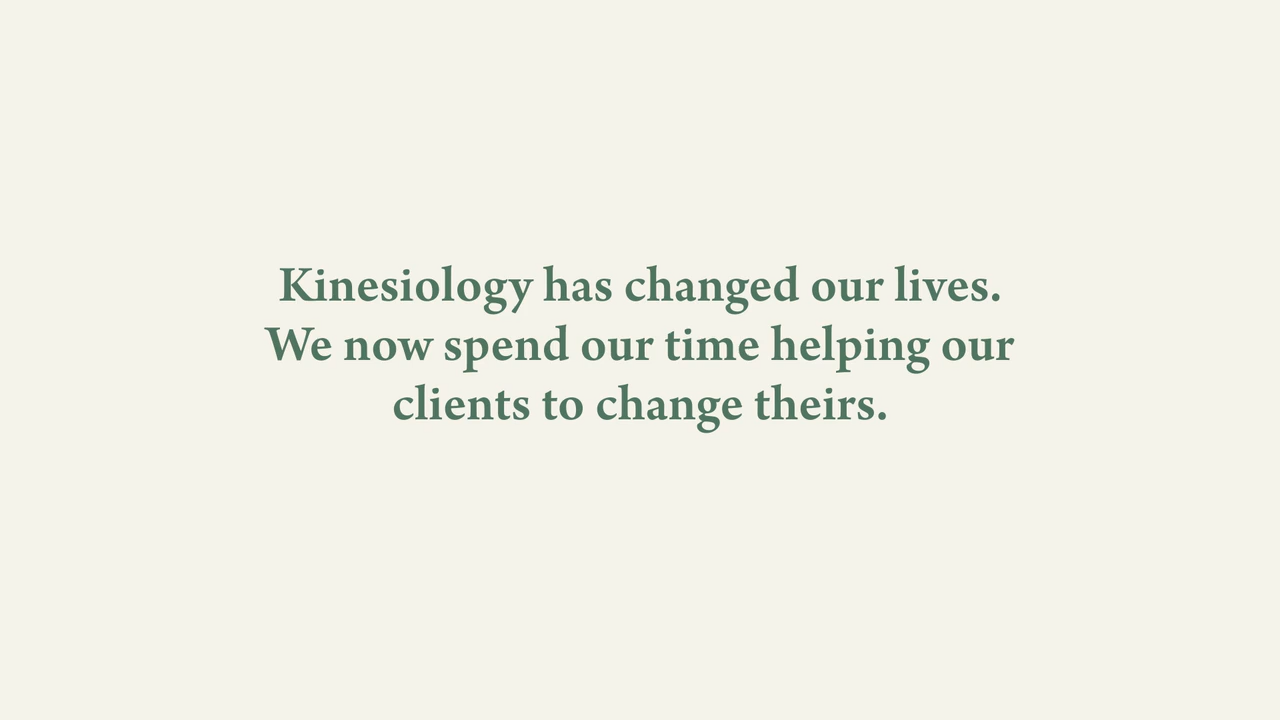 Kinesiology has changed our lives.
We now spend our time helping our
clients to change theirs.